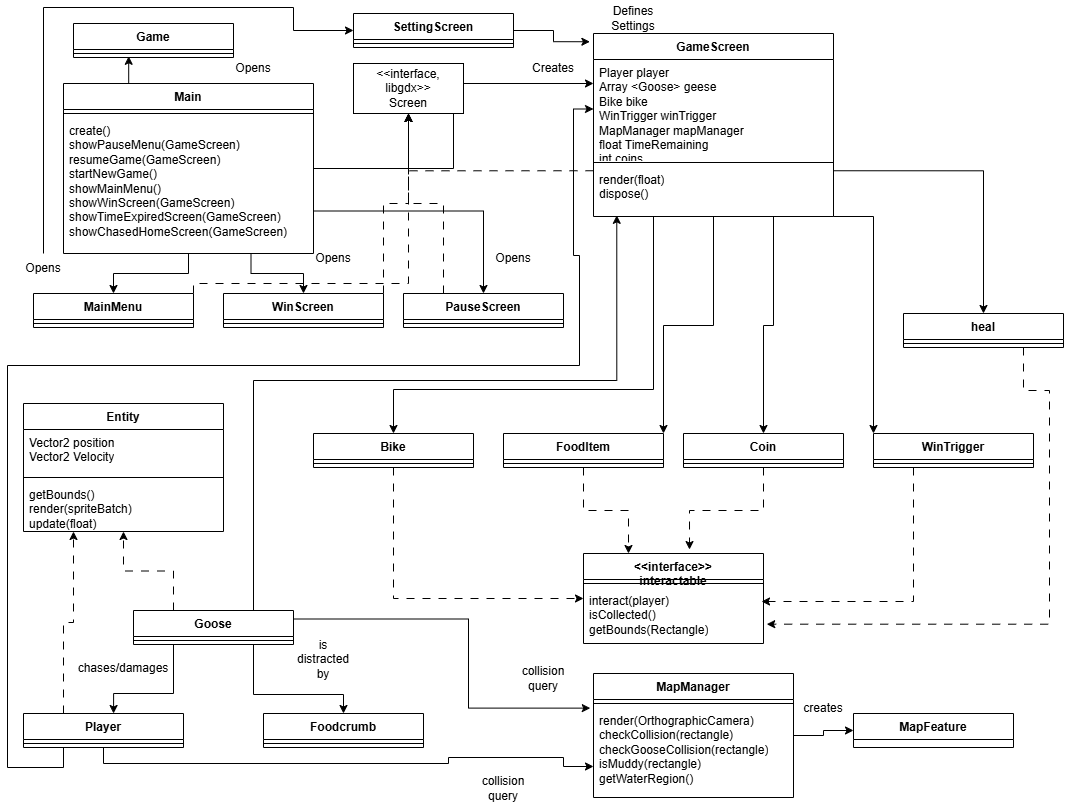 Defines
Settings
SettingScreen
Game
GameScreen
Opens
<<interface,
libgdx>>
Screen
Creates
Main
Player player
Array <Goose> geese
Bike bike
WinTrigger winTrigger
MapManager mapManager
float TimeRemaining
int coins
create()
showPauseMenu(GameScreen)
resumeGame(GameScreen)
startNewGame()
showMainMenu()
showWinScreen(GameScreen)
showTimeExpiredScreen(GameScreen)
showChasedHomeScreen(GameScreen)
render(float)
dispose()
Opens
Opens
Opens
MainMenu
WinScreen
PauseScreen
heal
Entity
Vector2 position
Vector2 Velocity
getBounds()
render(spriteBatch)
update(float)
Bike
FoodItem
Coin
WinTrigger
<<interface>>
interactable
interact(player)
isCollected()
getBounds(Rectangle)
Goose
chases/damages
is
distracted
by
collision
query
Player
Foodcrumb
MapManager
render(OrthographicCamera)
checkCollision(rectangle)
checkGooseCollision(rectangle)
isMuddy(rectangle)
getWaterRegion()
creates
MapFeature
collision
query